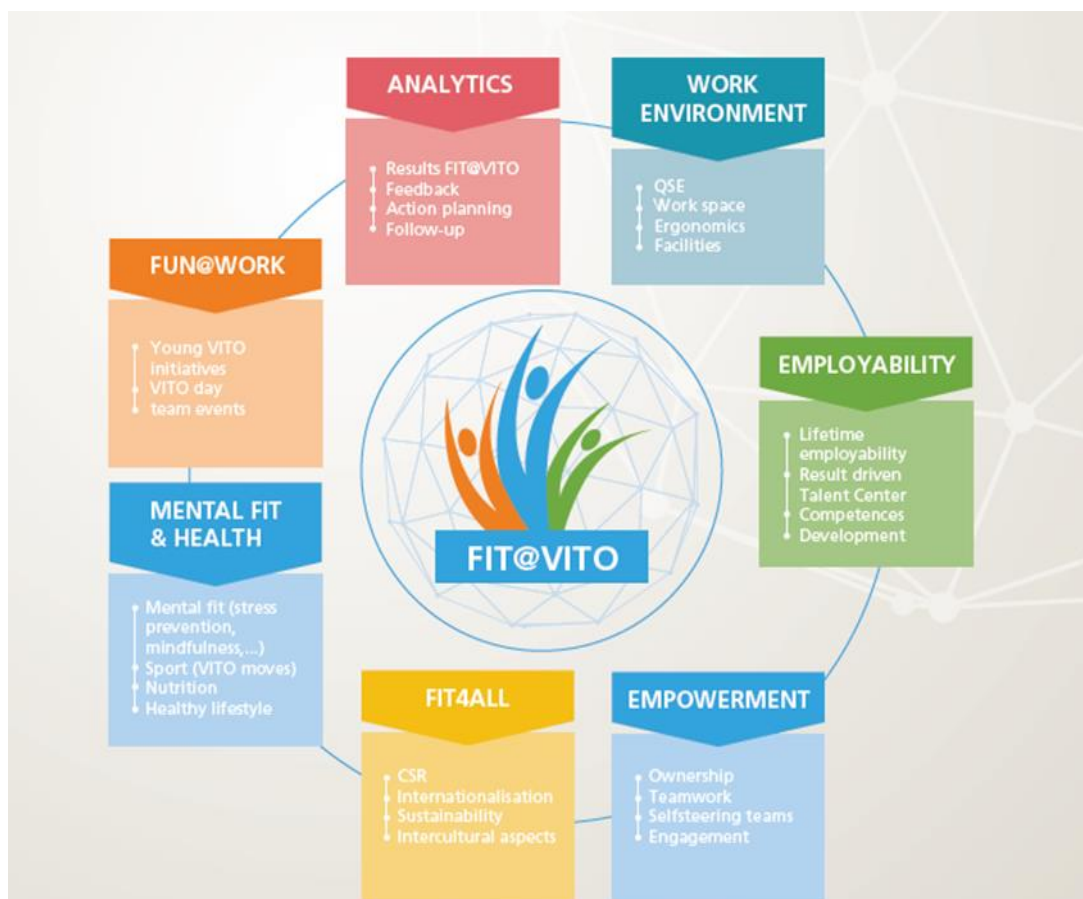 ANALYTICS
Results FIT@VITO
Feedback
Action planning
Follow-up
WORK
ENVIRONMENT
QSE
Work space
Ergonomics
Facilities
FUN@WORK
Young VITO
initiatives
VITO day
team events
EMPLOYABILITY
Lifetime
employability
Result driven
Talent Center
Competences
Development
MENTAL FIT
& HEALTH
Mental fit (stress
prevention,
mindfulness,...)
Sport (VITO moves)
Nutrition
Healthy lifestyle
FIT@VITO
FIT4ALL
CSR
Internationalisation
Sustainability
Intercultural aspects
EMPOWERMENT
Ownership
Teamwork
Selfsteering teams
Engagement